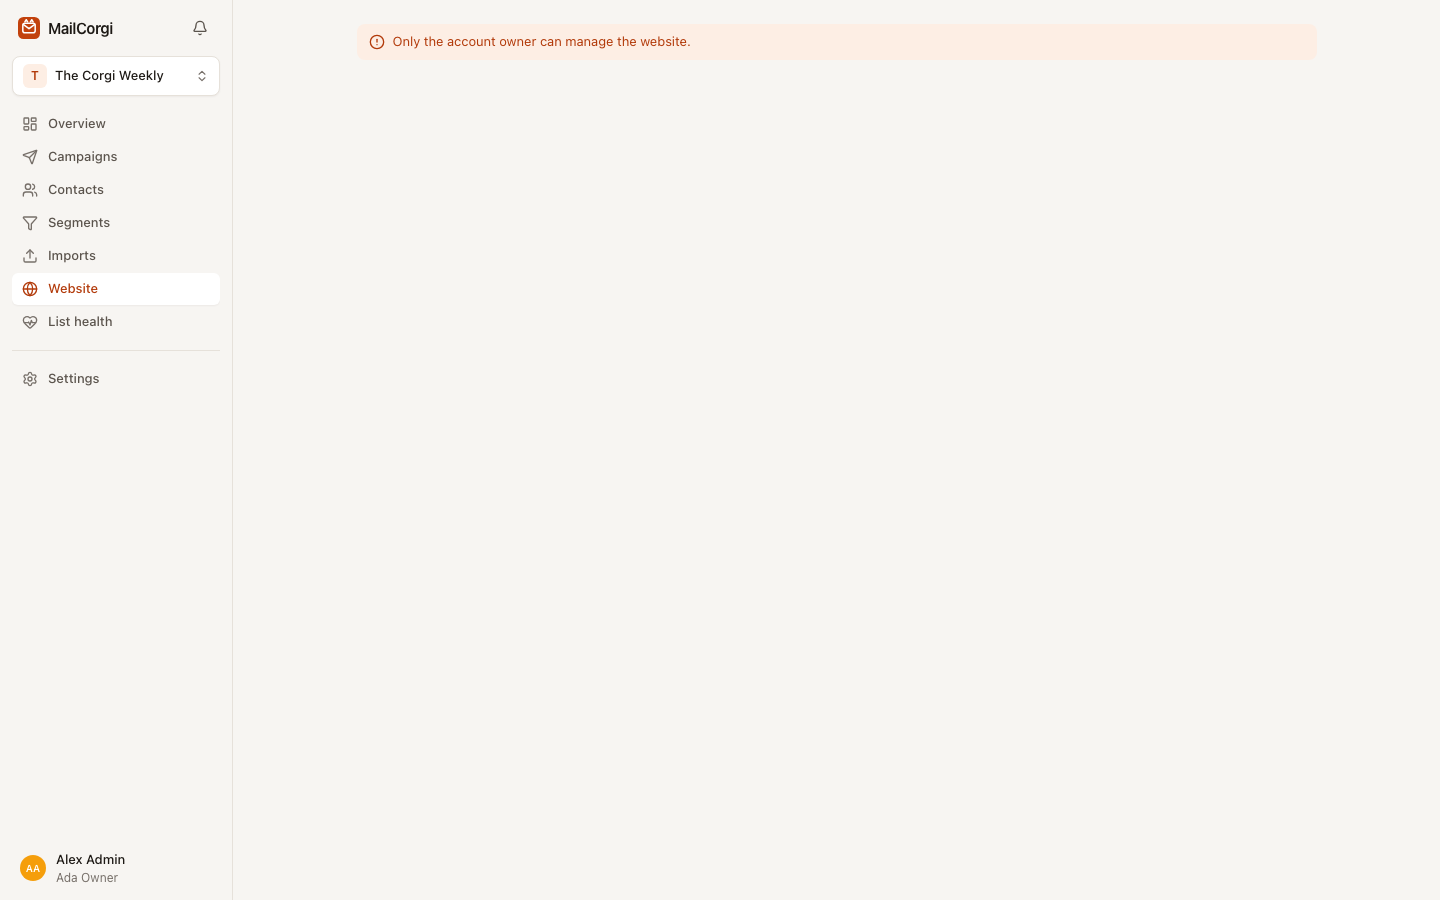 MailCorgi
T The Corgi Weekly
Overview
Campaigns
Contacts
Segments
Imports
Website
List health
Settings
AA Alex Admin
Ada Owner
Only the account owner can manage the website.